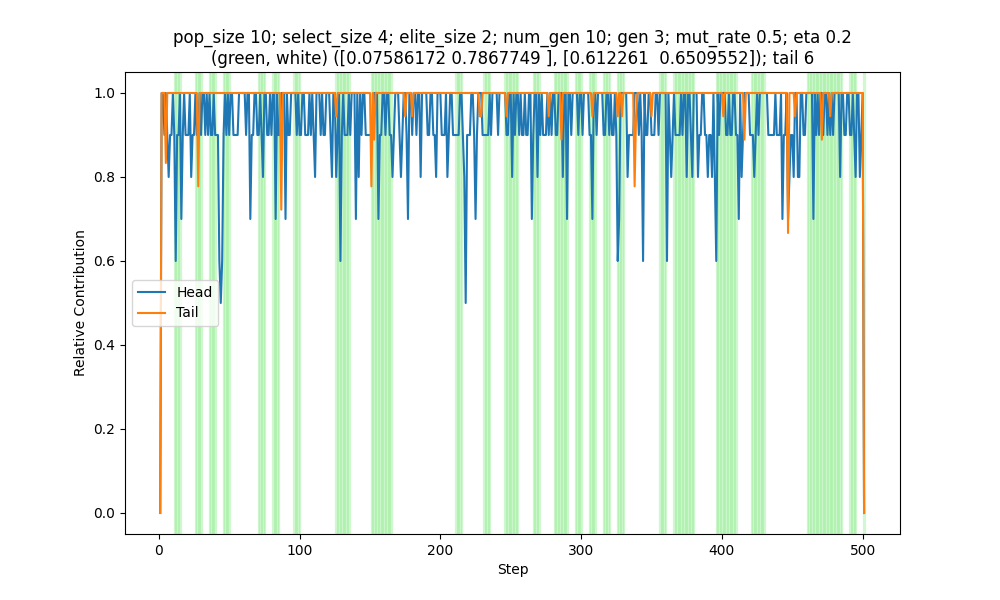 pop_size 10; select_size 4; elite_size 2; num_gen 10; gen 3; mut_rate 0.5; eta 0.2
(green, white) ([0.07586172 0.7867749 ], [0.612261  0.6509552]); tail 6
1.0
0.8
0.6
0.4
0.2
0.0
Relative Contribution
Head
Tail
0 100 200 300 400 500
Step